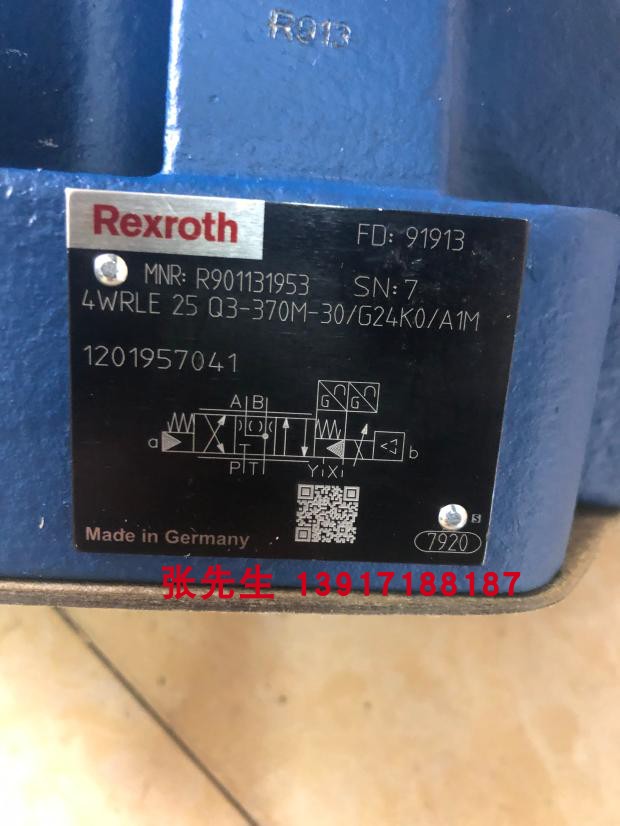 R913
Rexroth
FD: 91913
MNR: R901131953 SN: 7
4WRLE 25 Q3-370M-30/G24K0/A1M
1201957041
G G
A B
a b
P T Y X
Made in Germany
S
7920
张先生 13917188187